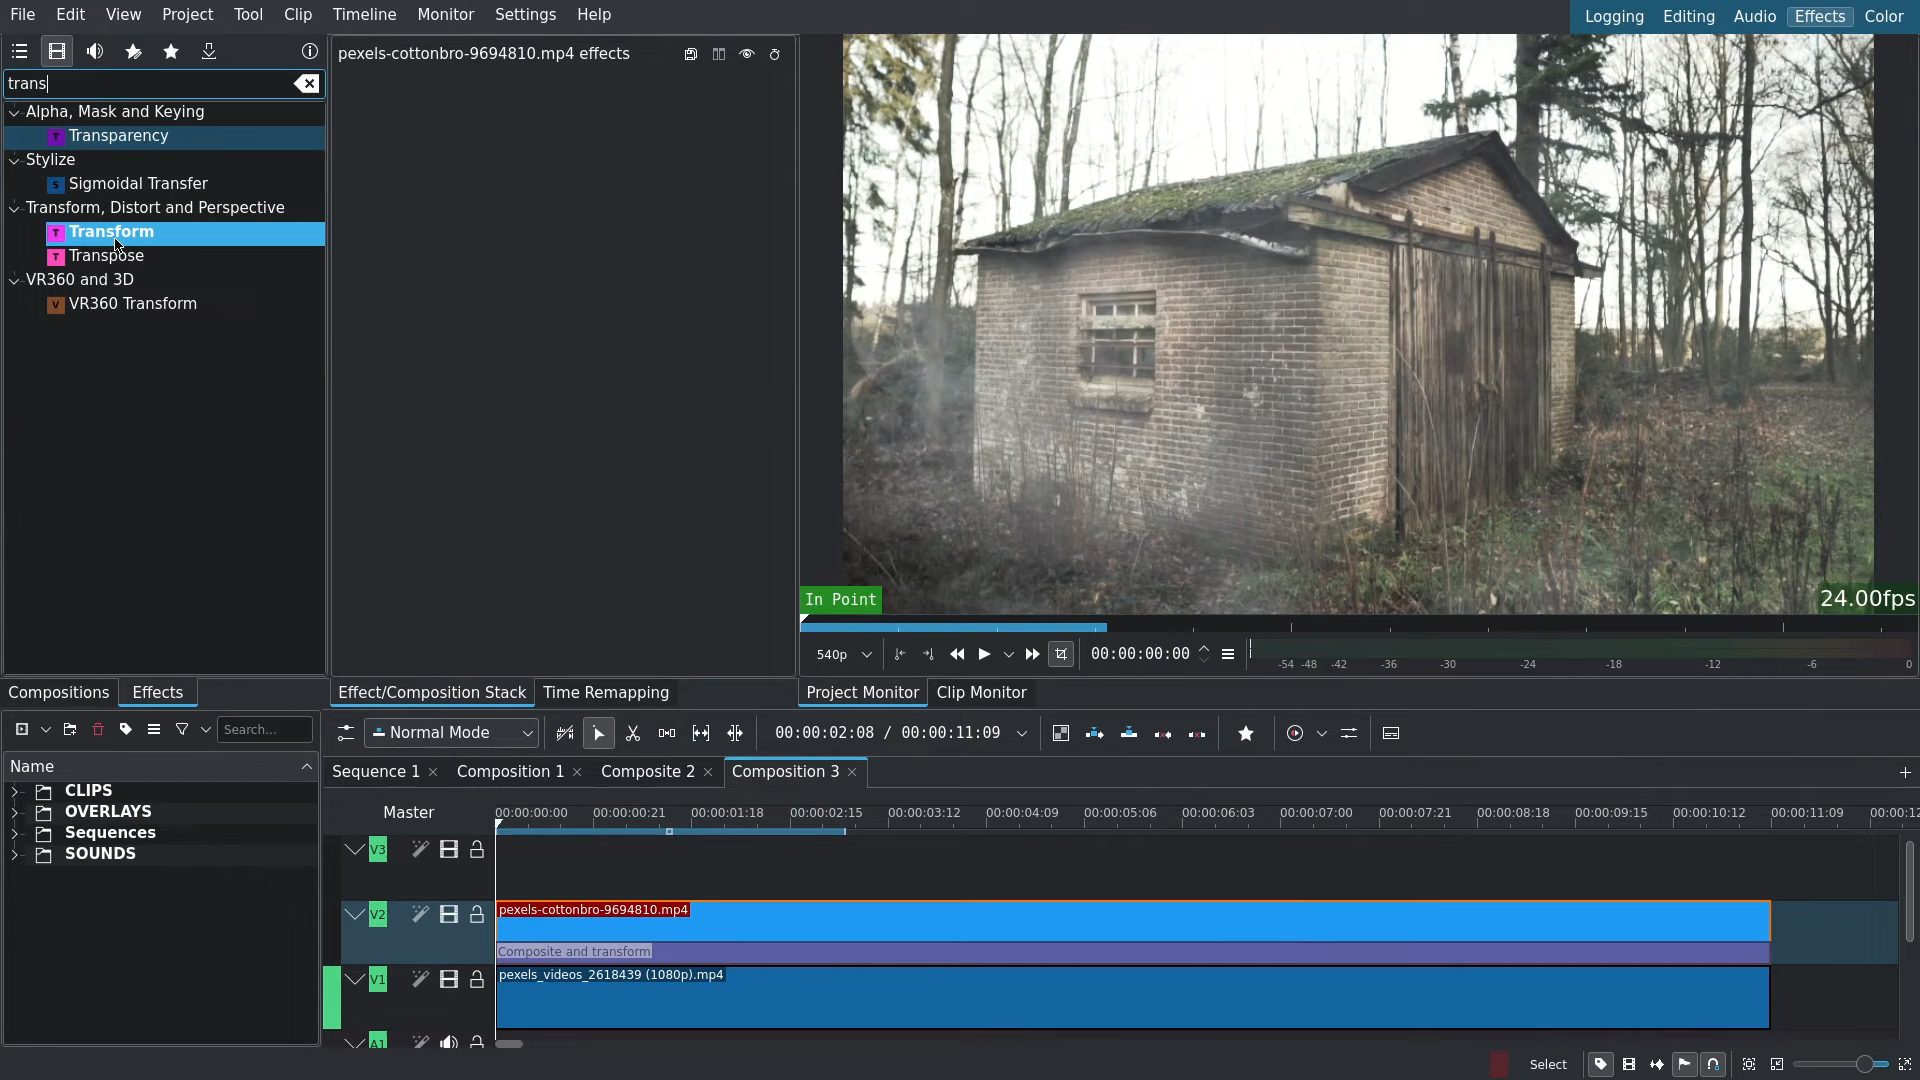 File Edit View Project Tool Clip Timeline Monitor Settings Help
Logging Editing Audio Effects Color
pexels-cottonbro-9694810.mp4 effects
trans
Alpha, Mask and Keying
T Transparency
Stylize
S Sigmoidal Transfer
Transform, Distort and Perspective
T Transform
T Transpose
VR360 and 3D
V VR360 Transform
In Point
24.00fps
540p
00:00:00:00
-54 -48 -42 -36 -30 -24 -18 -12 -6 0
Compositions Effects
Effect/Composition Stack Time Remapping
Project Monitor Clip Monitor
Search...
Normal Mode
00:00:02:08 / 00:00:11:09
Name
CLIPS
OVERLAYS
Sequences
SOUNDS
Sequence 1 Composition 1 Composite 2 Composition 3
Master
00:00:00:00 00:00:00:21 00:00:01:18 00:00:02:15 00:00:03:12 00:00:04:09 00:00:05:06 00:00:06:03 00:00:07:00 00:00:07:21 00:00:08:18 00:00:09:15 00:00:10:12 00:00:11:09 00:00:12
V3
V2
pexels-cottonbro-9694810.mp4
Composite and transform
V1
pexels_videos_2618439 (1080p).mp4
A1
Select